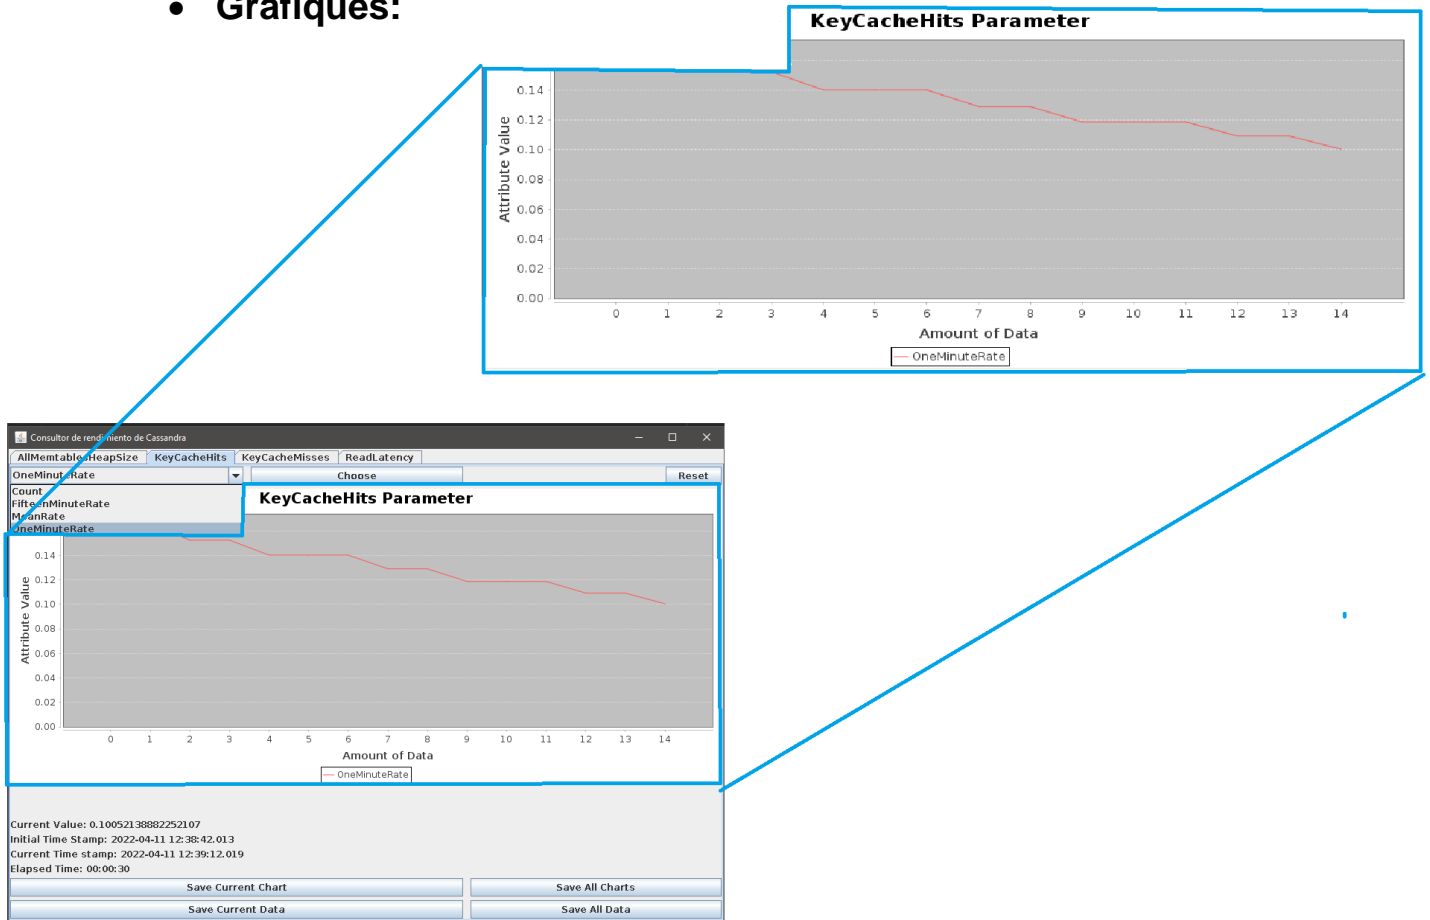 • Gràfiques:
KeyCacheHits Parameter
0.14
0.12
0.10
0.08
0.06
0.04
0.02
0.00
Attribute Value
0 1 2 3 4 5 6 7 8 9 10 11 12 13 14
Amount of Data
OneMinuteRate
Consultor de rendimiento de Cassandra
AllMemtablesHeapSize KeyCacheHits KeyCacheMisses ReadLatency
OneMinuteRate Choose Reset
Count
FifteenMinuteRate
MeanRate
OneMinuteRate
KeyCacheHits Parameter
0.14
0.12
0.10
0.08
0.06
0.04
0.02
0.00
Attribute Value
0 1 2 3 4 5 6 7 8 9 10 11 12 13 14
Amount of Data
OneMinuteRate
Current Value: 0.10052138882252107
Initial Time Stamp: 2022-04-11 12:38:42.013
Current Time stamp: 2022-04-11 12:39:12.019
Elapsed Time: 00:00:30
Save Current Chart Save All Charts
Save Current Data Save All Data